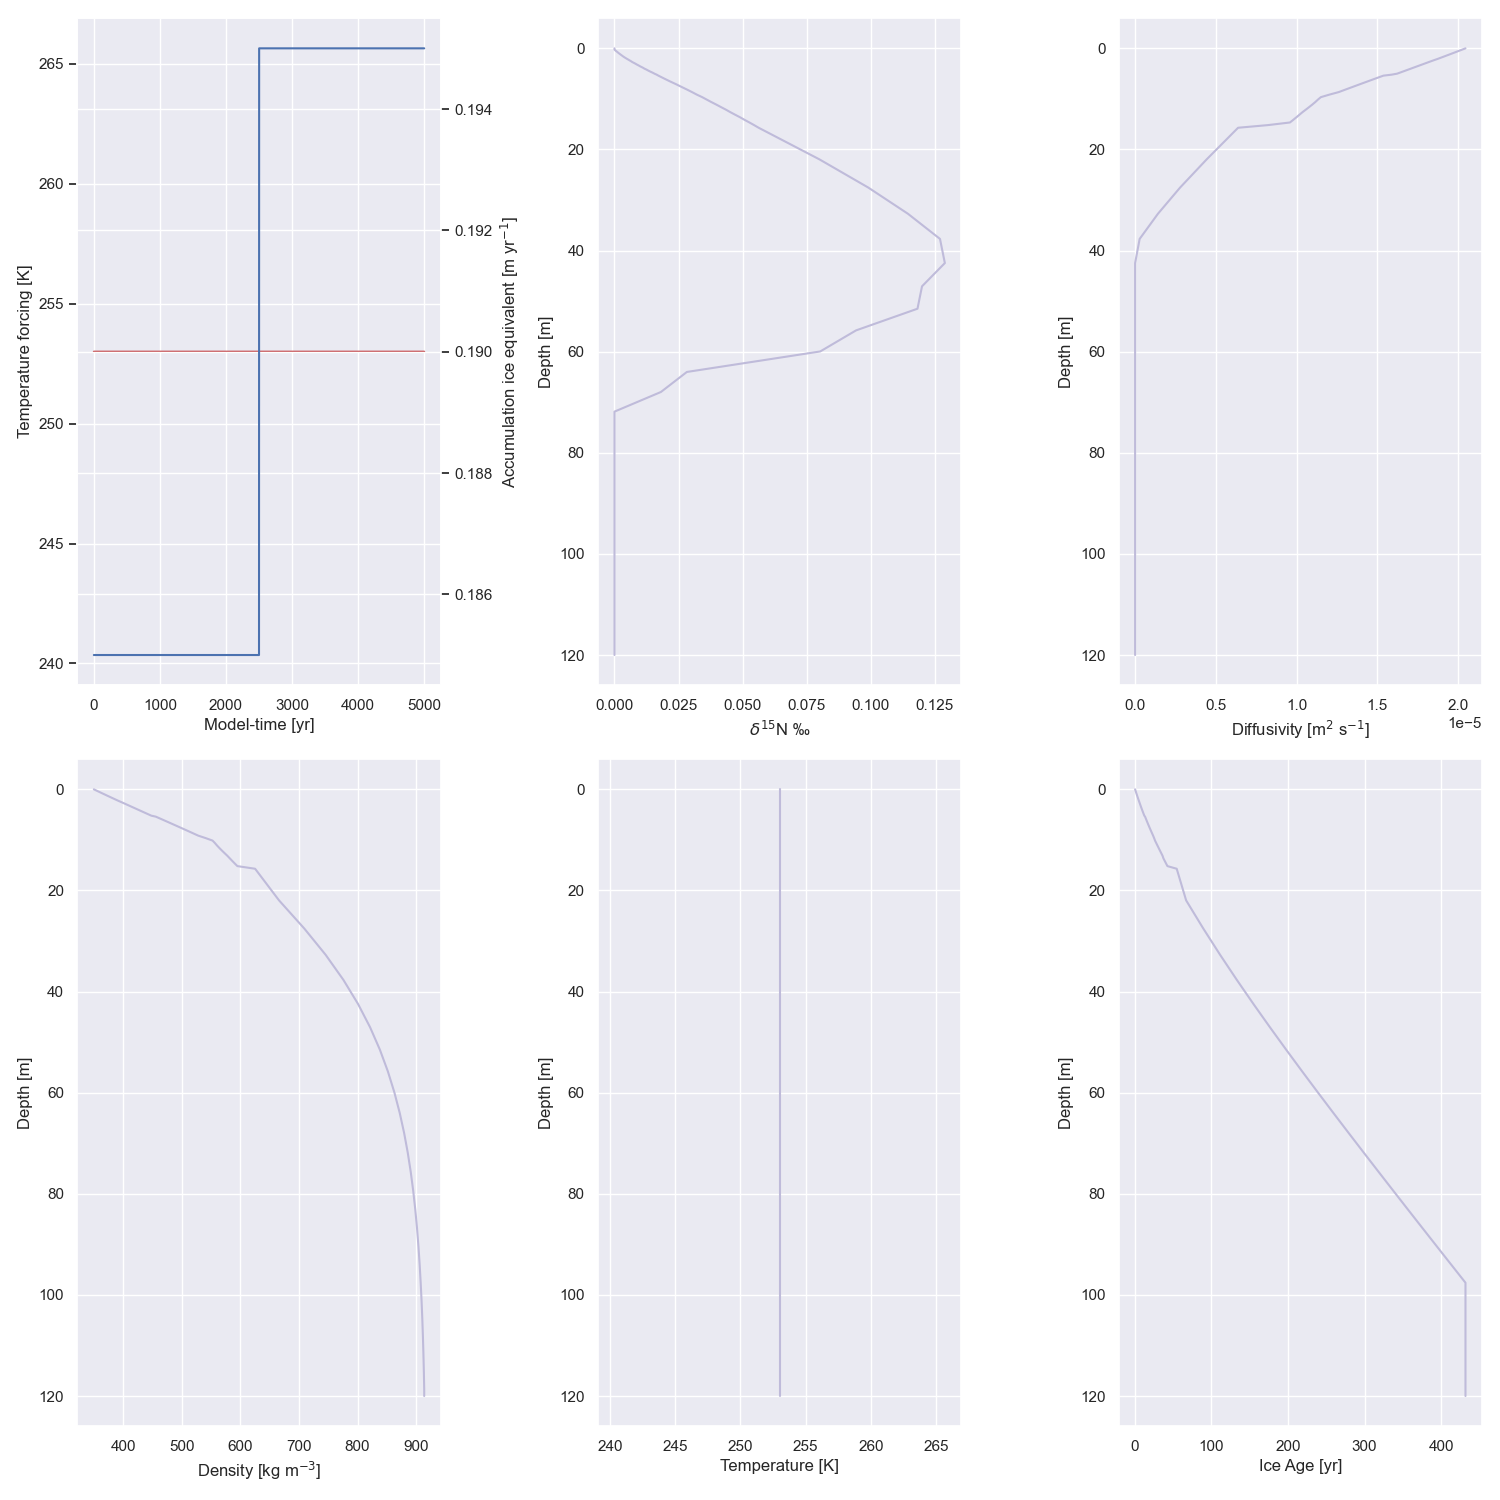 265
260
255
250
245
240
Temperature forcing [K]
0.194
0.192
0.190
0.188
0.186
Accumulation ice equivalent [m yr⁻¹]
0 1000 2000 3000 4000 5000
Model-time [yr]
0
20
40
60
80
100
120
Depth [m]
0.000 0.025 0.050 0.075 0.100 0.125
δ¹⁵N ‰
0
20
40
60
80
100
120
Depth [m]
0.0 0.5 1.0 1.5 2.0
1e−5
Diffusivity [m² s⁻¹]
0
20
40
60
80
100
120
Depth [m]
400 500 600 700 800 900
Density [kg m⁻³]
0
20
40
60
80
100
120
Depth [m]
240 245 250 255 260 265
Temperature [K]
0
20
40
60
80
100
120
Depth [m]
0 100 200 300 400
Ice Age [yr]